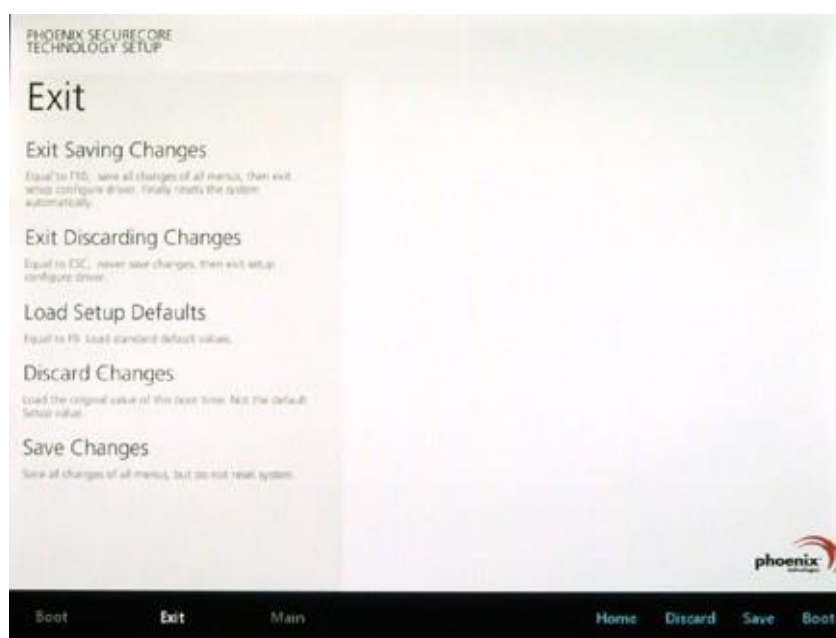 PHOENIX SECURECORE
TECHNOLOGY SETUP
Exit
Exit Saving Changes
Equal to F10, save all changes of all menus, then exit
setup configure driver. Finally resets the system
automatically.
Exit Discarding Changes
Equal to ESC, never save changes, then exit setup
configure driver.
Load Setup Defaults
Equal to F9. Load standard default values.
Discard Changes
Load the original value of this boot time. Not the default
Setup value.
Save Changes
Save all changes of all menus, but do not reset system.
phoenix
technologies
Boot Exit Main Home Discard Save Boot